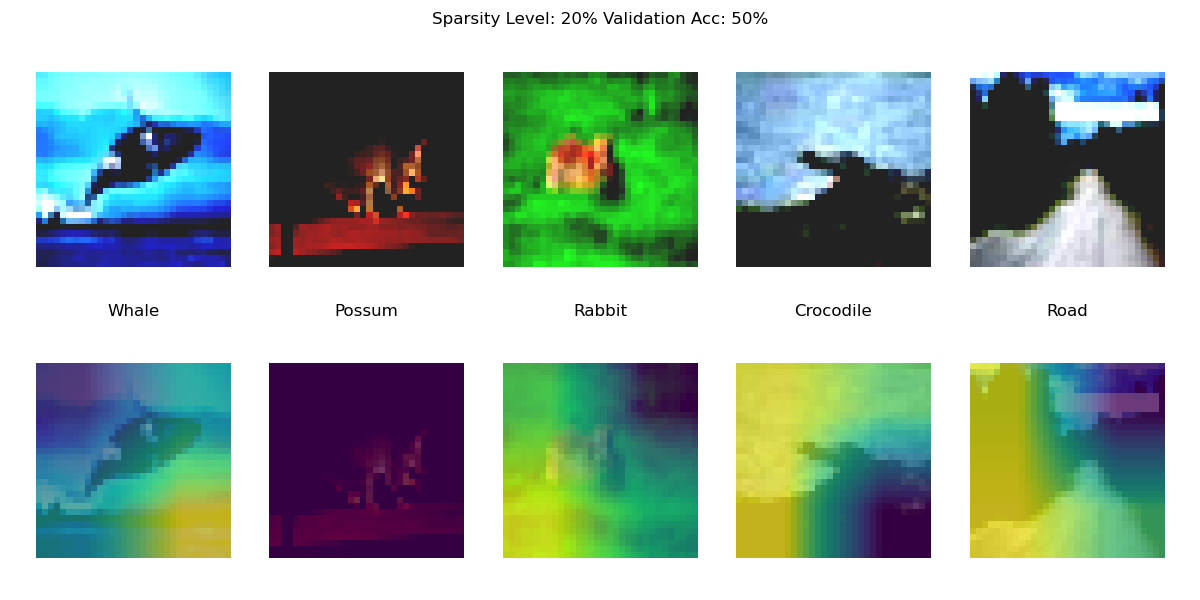 Sparsity Level: 20% Validation Acc: 50%
Whale
Possum
Rabbit
Crocodile
Road